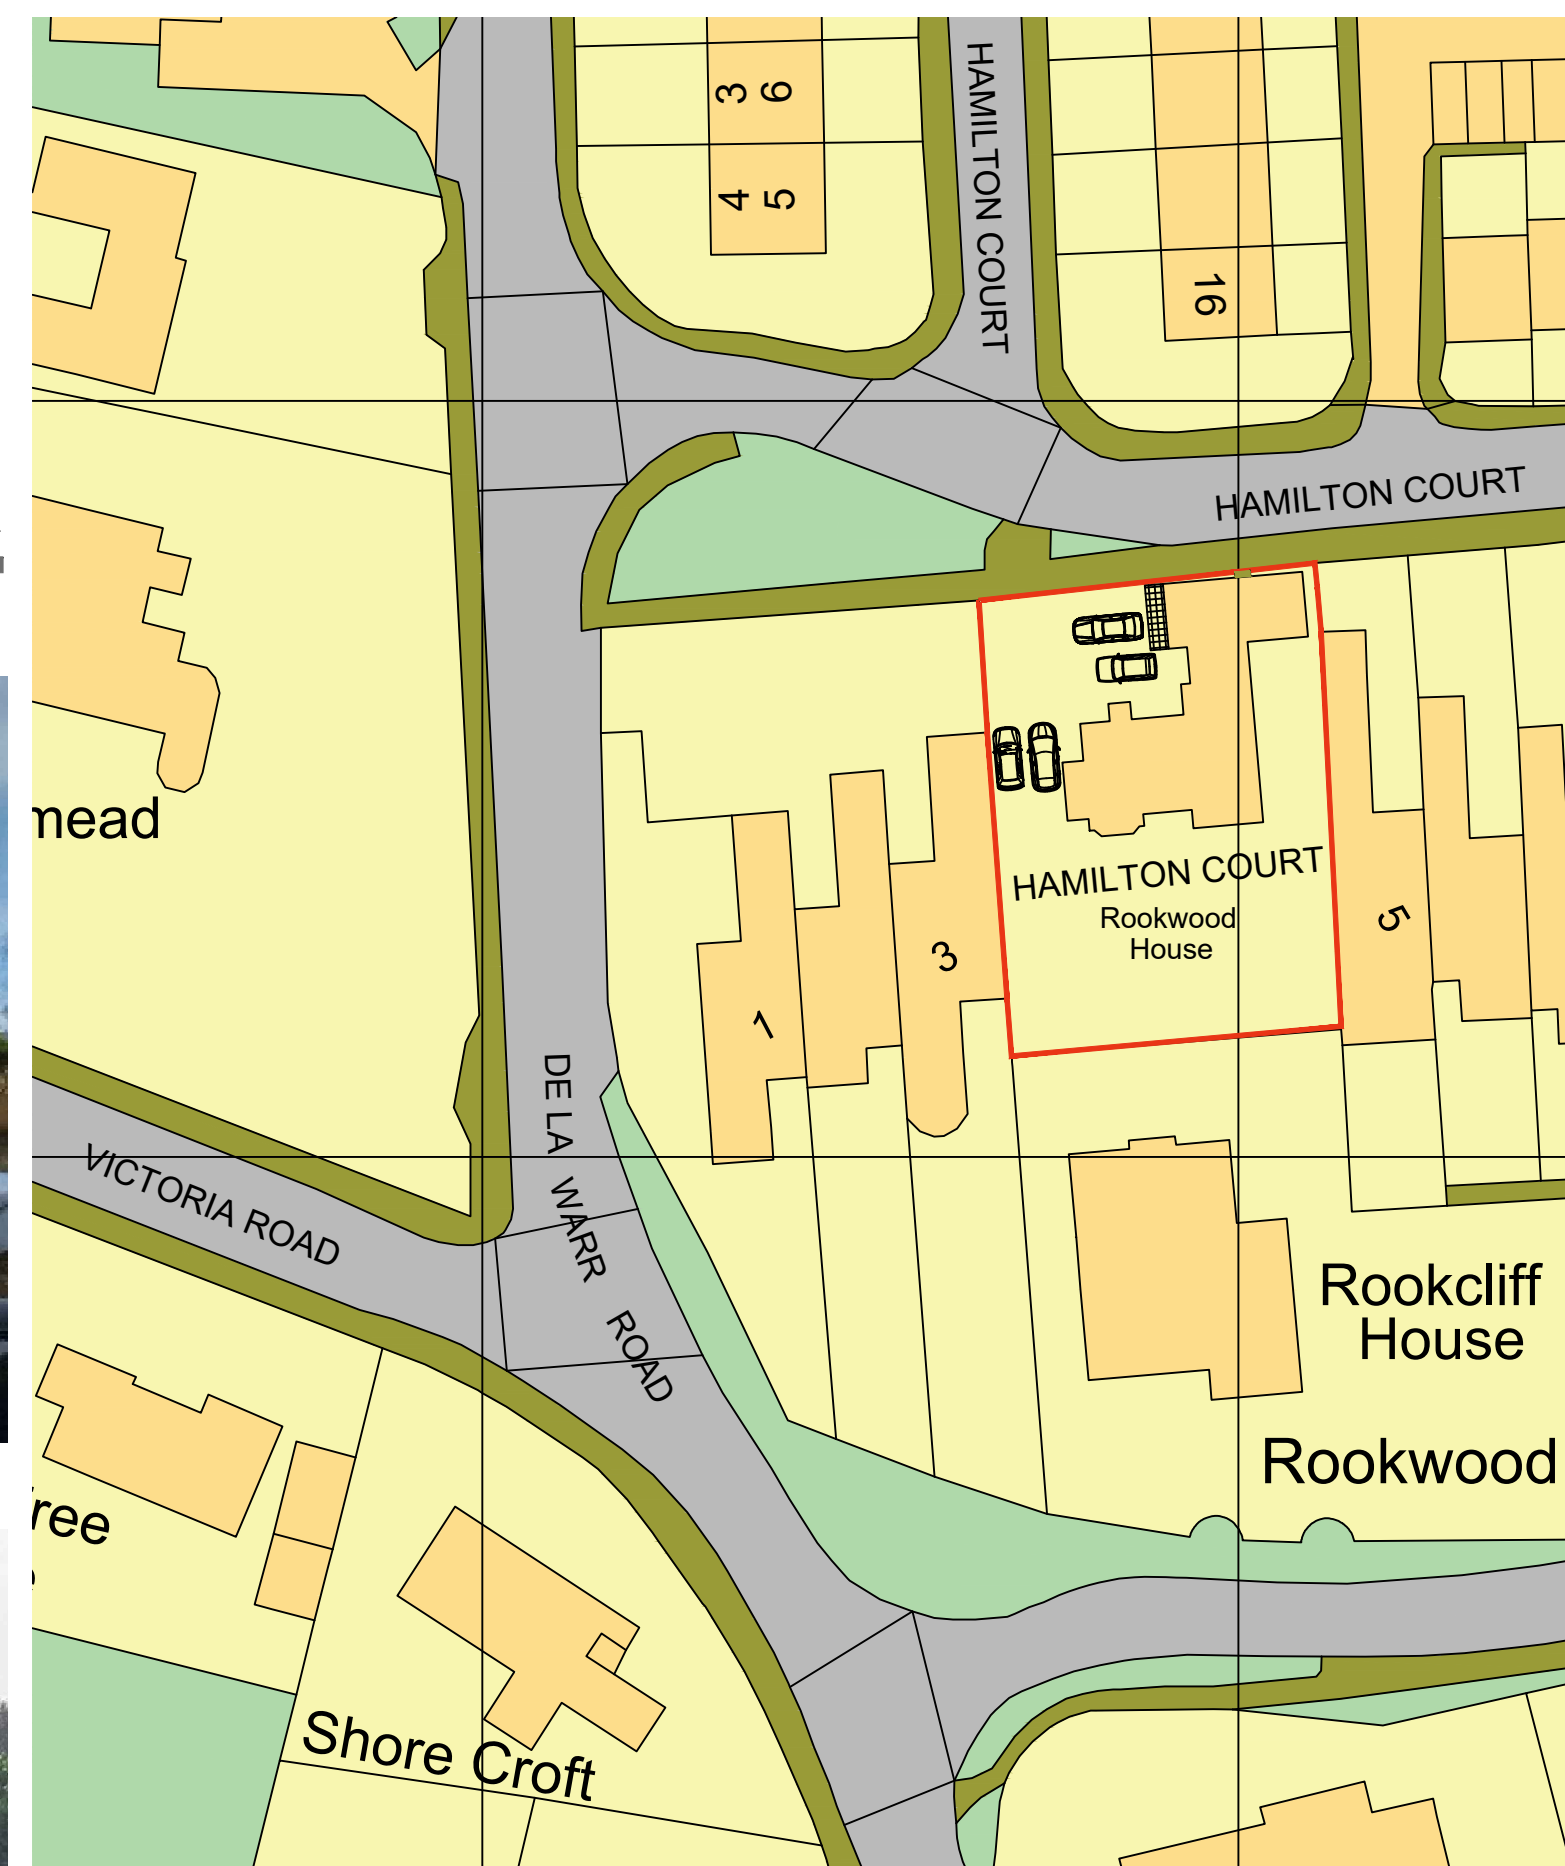 3 6
4 5
HAMILTON COURT
16
HAMILTON COURT
mead
HAMILTON COURT
Rookwood
House
1
3
5
DE LA WARR ROAD
VICTORIA ROAD
Rookcliff
House
Rookwood
ree
Shore Croft